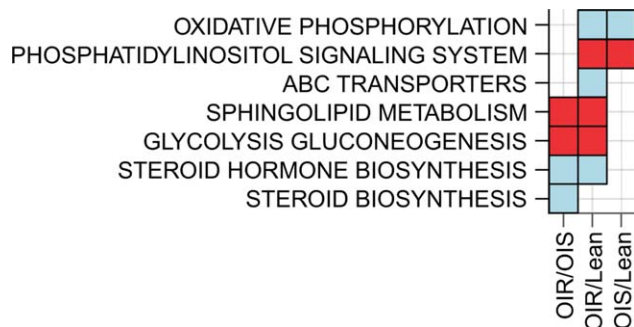 OXIDATIVE PHOSPHORYLATION
PHOSPHATIDYLINOSITOL SIGNALING SYSTEM
ABC TRANSPORTERS
SPHINGOLIPID METABOLISM
GLYCOLYSIS GLUCONEOGENESIS
STEROID HORMONE BIOSYNTHESIS
STEROID BIOSYNTHESIS
OIR/OIS
OIR/Lean
OIS/Lean